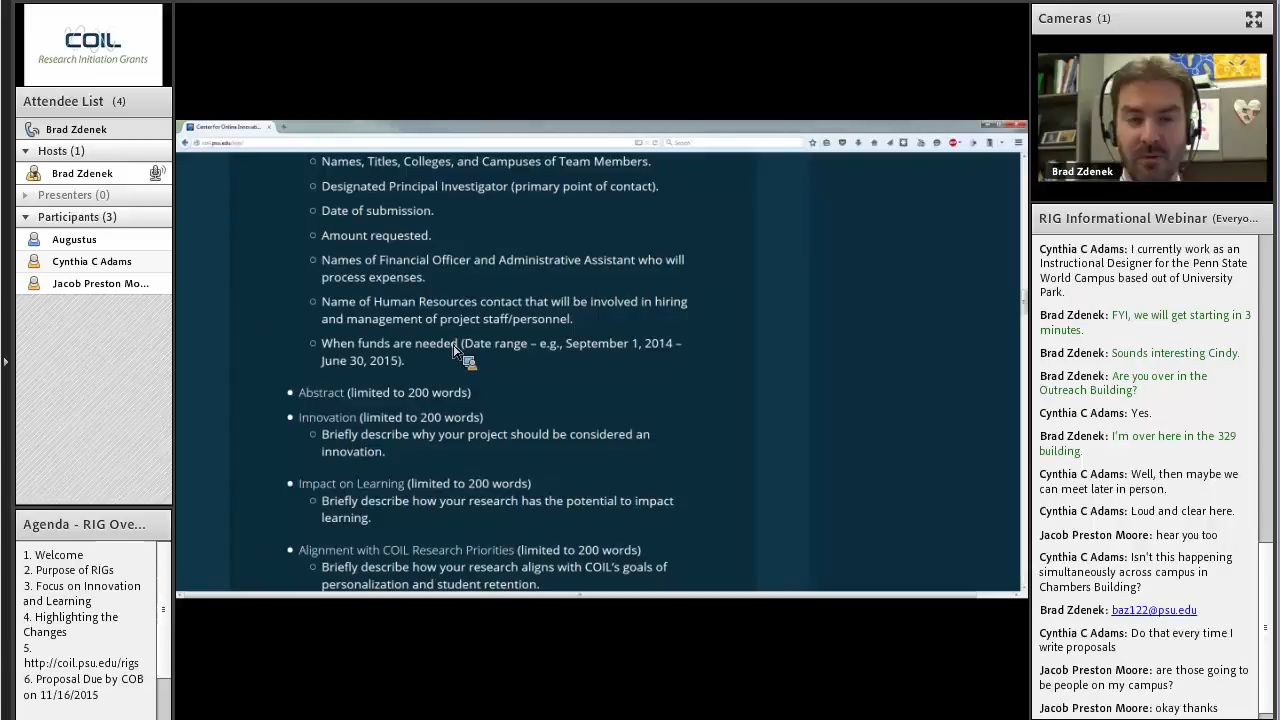 COIL
Research Initiation Grants
Attendee List (4)
Brad Zdenek
Hosts (1)
Brad Zdenek
Presenters (0)
Participants (3)
Augustus
Cynthia C Adams
Jacob Preston Mo...
Agenda - RIG Ove...
1. Welcome
2. Purpose of RIGs
3. Focus on Innovation
and Learning
4. Highlighting the
Changes
5.
http://coil.psu.edu/rigs
6. Proposal Due by COB
on 11/16/2015
Center for Online Innovati...
Search
Names, Titles, Colleges, and Campuses of Team Members.
Designated Principal Investigator (primary point of contact).
Date of submission.
Amount requested.
Names of Financial Officer and Administrative Assistant who will
process expenses.
Name of Human Resources contact that will be involved in hiring
and management of project staff/personnel.
When funds are needed (Date range – e.g., September 1, 2014 –
June 30, 2015).
Abstract (limited to 200 words)
Innovation (limited to 200 words)
Briefly describe why your project should be considered an
innovation.
Impact on Learning (limited to 200 words)
Briefly describe how your research has the potential to impact
learning.
Alignment with COIL Research Priorities (limited to 200 words)
Briefly describe how your research aligns with COIL's goals of
personalization and student retention.
Cameras (1)
Brad Zdenek
RIG Informational Webinar (Everyo...
Cynthia C Adams: I currently work as an
Instructional Designer for the Penn State
World Campus based out of University
Park.
Brad Zdenek: FYI, we will get starting in 3
minutes.
Brad Zdenek: Sounds interesting Cindy.
Brad Zdenek: Are you over in the
Outreach Building?
Cynthia C Adams: Yes.
Brad Zdenek: I'm over here in the 329
building.
Cynthia C Adams: Well, then maybe we
can meet later in person.
Cynthia C Adams: Loud and clear here.
Jacob Preston Moore: hear you too
Cynthia C Adams: Isn't this happening
simultaneously across campus in
Chambers Building?
Brad Zdenek: baz122@psu.edu
Cynthia C Adams: Do that every time I
write proposals
Jacob Preston Moore: are those going to
be people on my campus?
Jacob Preston Moore: okay thanks